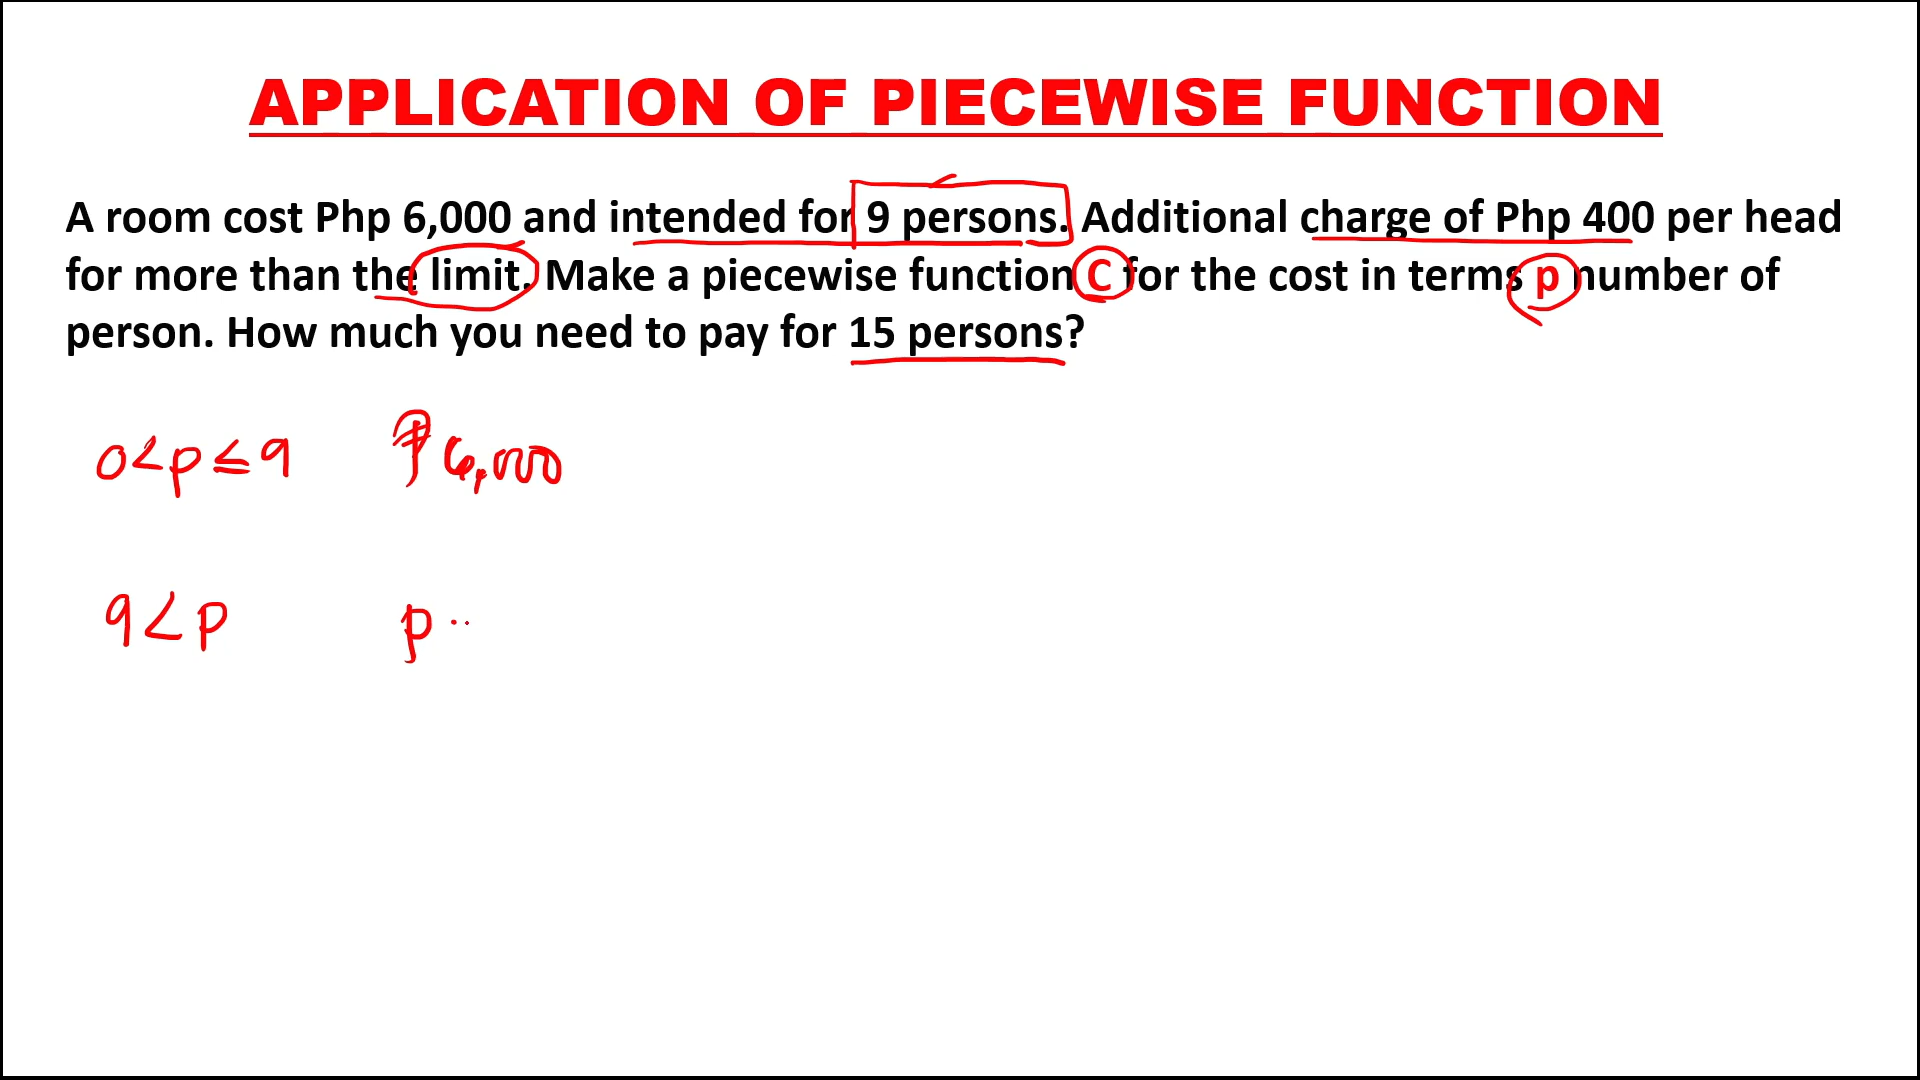 APPLICATION OF PIECEWISE FUNCTION
A room cost Php 6,000 and intended for 9 persons. Additional charge of Php 400 per head
for more than the limit. Make a piecewise function C for the cost in terms p number of
person. How much you need to pay for 15 persons?
0<p≤9 ₱6,000
9<p p